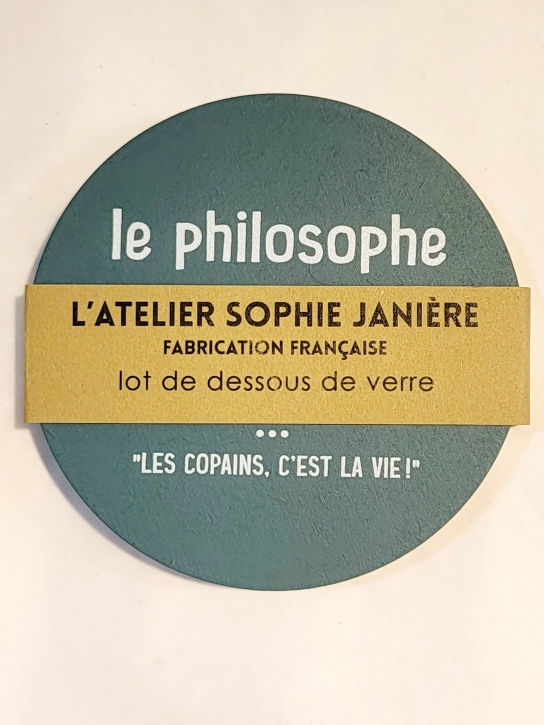 le philosophe
L'ATELIER SOPHIE JANIÈRE
FABRICATION FRANÇAISE
lot de dessous de verre
...
"LES COPAINS, C'EST LA VIE!"